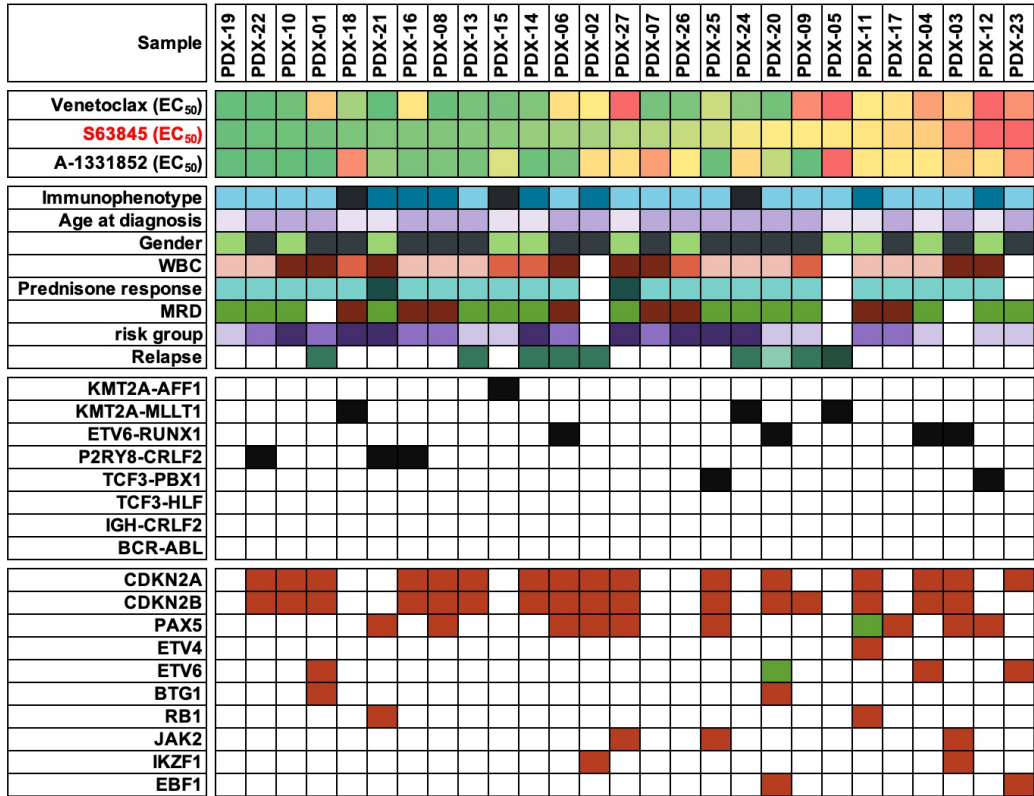 Sample PDX-19 PDX-22 PDX-10 PDX-01 PDX-18 PDX-21 PDX-16 PDX-08 PDX-13 PDX-15 PDX-14 PDX-06 PDX-02 PDX-27 PDX-07 PDX-26 PDX-25 PDX-24 PDX-20 PDX-09 PDX-05 PDX-11 PDX-17 PDX-04 PDX-03 PDX-12 PDX-23
Venetoclax (EC₅₀)
S63845 (EC₅₀)
A-1331852 (EC₅₀)
Immunophenotype
Age at diagnosis
Gender
WBC
Prednisone response
MRD
risk group
Relapse
KMT2A-AFF1
KMT2A-MLLT1
ETV6-RUNX1
P2RY8-CRLF2
TCF3-PBX1
TCF3-HLF
IGH-CRLF2
BCR-ABL
CDKN2A
CDKN2B
PAX5
ETV4
ETV6
BTG1
RB1
JAK2
IKZF1
EBF1